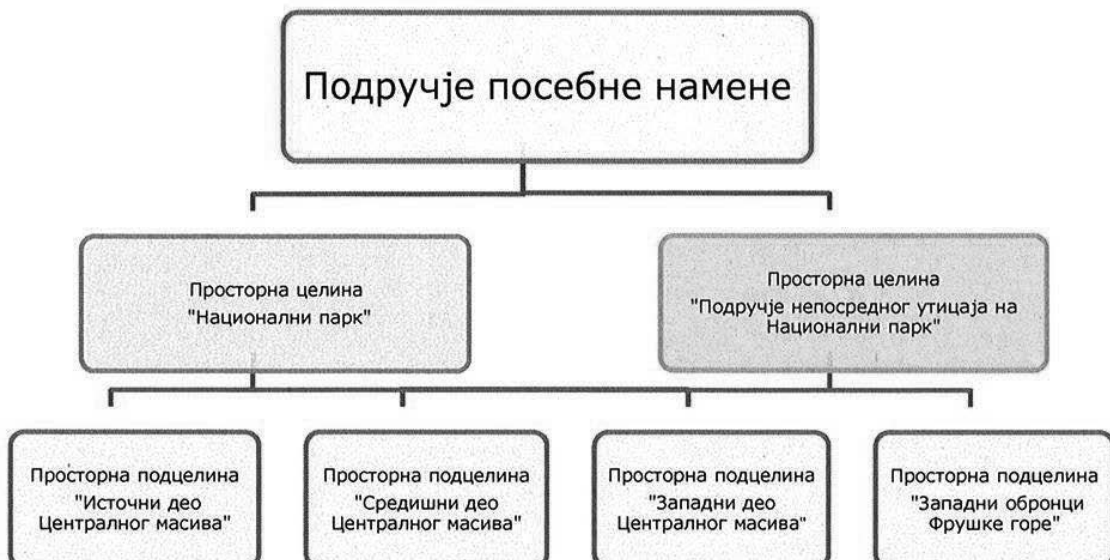 Подручје посебне намене
Просторна целина
"Национални парк"
Просторна целина
"Подручје непосредног утицаја на
Национални парк"
Просторна подцелина
"Источни део
Централног масива"
Просторна подцелина
"Средишни део
Централног масива"
Просторна подцелина
"Западни део
Централног масива"
Просторна подцелина
"Западни обронци
Фрушке горе"